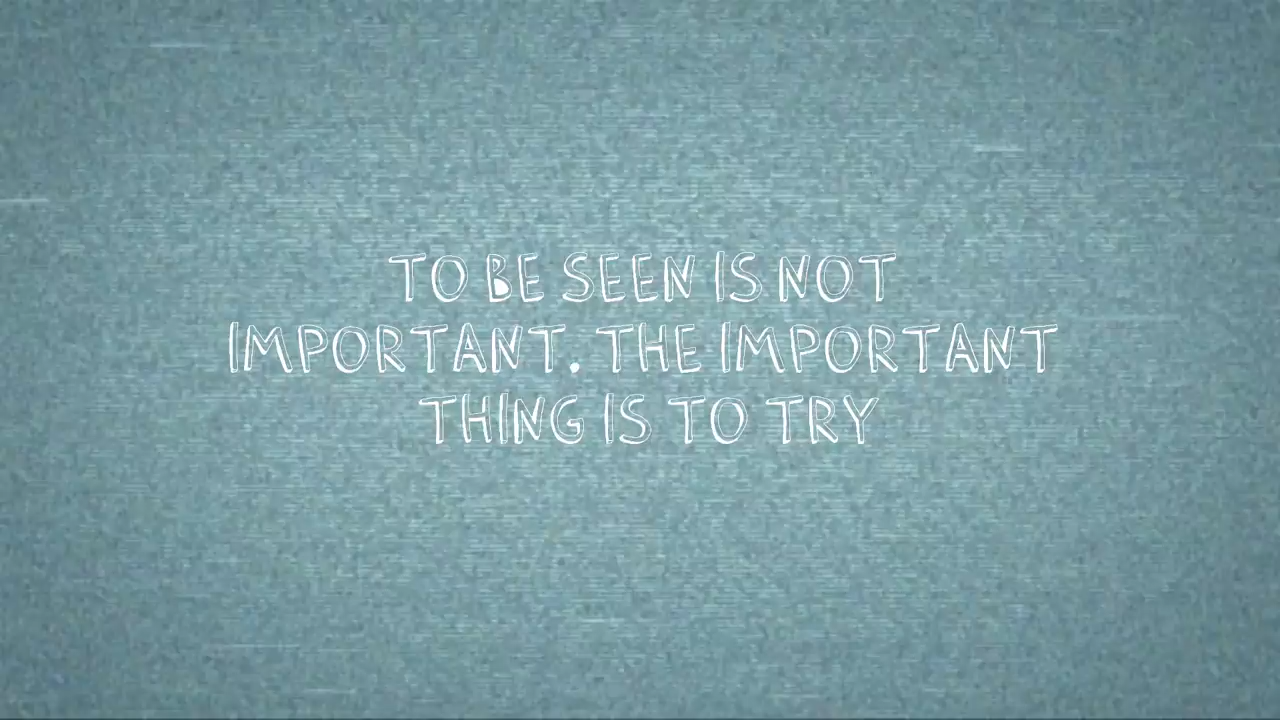 TO BE SEEN IS NOT
IMPORTANT. THE IMPORTANT
THING IS TO TRY